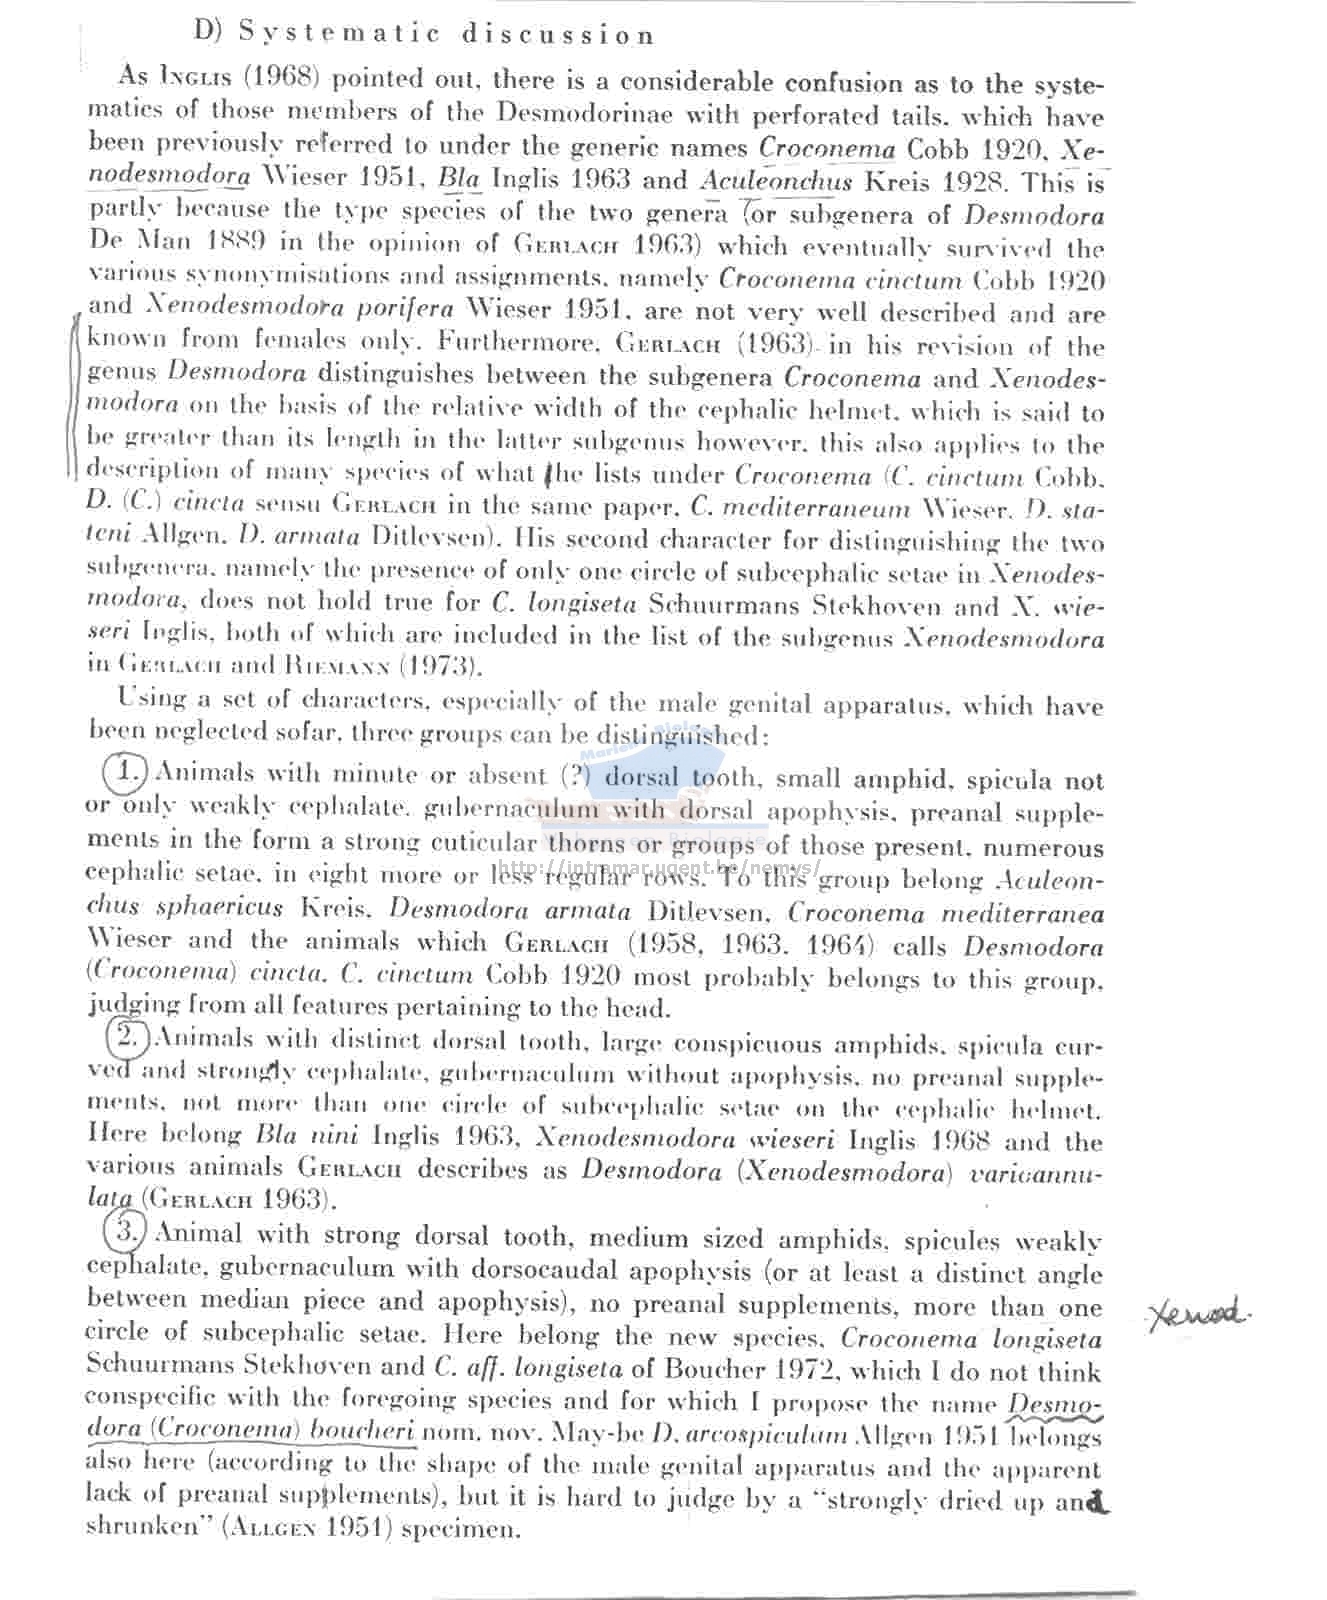 D) Systematic discussion
As INGLIS (1968) pointed out, there is a considerable confusion as to the syste-
matics of those members of the Desmodorinae with perforated tails, which have
been previously referred to under the generic names Croconema Cobb 1920, Xe-
nodesmodora Wieser 1951, Bla Inglis 1963 and Aculeonchus Kreis 1928. This is
partly because the type species of the two genera (or subgenera of Desmodora
De Man 1889 in the opinion of GERLACH 1963) which eventually survived the
various synonymisations and assignments, namely Croconema cinctum Cobb 1920
and Xenodesmodora porifera Wieser 1951, are not very well described and are
known from females only. Furthermore, GERLACH (1963) in his revision of the
genus Desmodora distinguishes between the subgenera Croconema and Xenodes-
modora on the basis of the relative width of the cephalic helmet, which is said to
be greater than its length in the latter subgenus however, this also applies to the
description of many species of what he lists under Croconema (C. cinctum Cobb,
D. (C.) cincta sensu GERLACH in the same paper, C. mediterraneum Wieser, D. sta-
teni Allgen, D. armata Ditlevsen). His second character for distinguishing the two
subgenera, namely the presence of only one circle of subcephalic setae in Xenodes-
modora, does not hold true for C. longiseta Schuurmans Stekhoven and X. wie-
seri Inglis, both of which are included in the list of the subgenus Xenodesmodora
in GERLACH and RIEMANN (1973).
Using a set of characters, especially of the male genital apparatus, which have
been neglected sofar, three groups can be distinguished:
1. Animals with minute or absent (?) dorsal tooth, small amphid, spicula not
or only weakly cephalate, gubernaculum with dorsal apophysis, preanal supple-
ments in the form a strong cuticular thorns or groups of those present, numerous
cephalic setae, in eight more or less regular rows. To this group belong Aculeon-
chus sphaericus Kreis, Desmodora armata Ditlevsen, Croconema mediterranea
Wieser and the animals which GERLACH (1958, 1963, 1964) calls Desmodora
(Croconema) cincta. C. cinctum Cobb 1920 most probably belongs to this group,
judging from all features pertaining to the head.
2. Animals with distinct dorsal tooth, large conspicuous amphids, spicula cur-
ved and strongly cephalate, gubernaculum without apophysis, no preanal supple-
ments, not more than one circle of subcephalic setae on the cephalic helmet.
Here belong Bla nini Inglis 1963, Xenodesmodora wieseri Inglis 1968 and the
various animals GERLACH describes as Desmodora (Xenodesmodora) varioannu-
lata (GERLACH 1963).
3. Animal with strong dorsal tooth, medium sized amphids, spicules weakly
cephalate, gubernaculum with dorsocaudal apophysis (or at least a distinct angle
between median piece and apophysis), no preanal supplements, more than one
circle of subcephalic setae. Here belong the new species, Croconema longiseta
Schuurmans Stekhoven and C. aff. longiseta of Boucher 1972, which I do not think
conspecific with the foregoing species and for which I propose the name Desmo-
dora (Croconema) boucheri nom. nov. May-be D. arcospiculum Allgen 1951 belongs
also here (according to the shape of the male genital apparatus and the apparent
lack of preanal supplements), but it is hard to judge by a “strongly dried up and
shrunken” (ALLGEN 1951) specimen.
Xenod.
http://intramar.ugent.be/nemys/